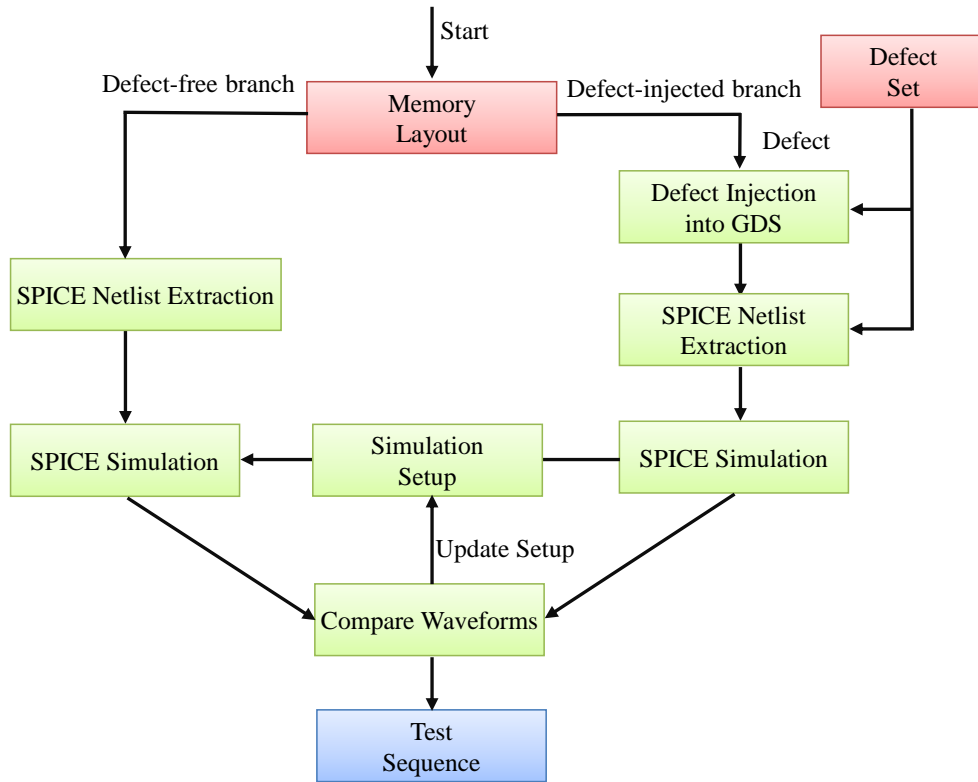 Start
Defect-free branch
Memory
Layout
Defect-injected branch
Defect
Set
Defect
Defect Injection
into GDS
SPICE Netlist Extraction
SPICE Netlist
Extraction
SPICE Simulation
Simulation
Setup
SPICE Simulation
Update Setup
Compare Waveforms
Test
Sequence